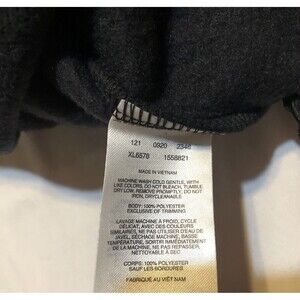 121 0920 2346
XL6578 1558821
MADE IN VIETNAM
MACHINE WASH COLD GENTLE, WITH
LIKE COLORS, DO NOT BLEACH, TUMBLE
DRY LOW, REMOVE PROMPTLY, DO NOT
IRON, DRYCLEANABLE
BODY: 100% POLYESTER
EXCLUSIVE OF TRIMMING
LAVAGE MACHINE À FROID, CYCLE
DÉLICAT, AVEC DES COULEURS
SIMILAIRES, NE PAS UTILISER D'EAU DE
JAVEL, SÉCHAGE MACHINE, BASSE
TEMPÉRATURE, SORTIR IMMÉDIATEMENT
DE LA MACHINE, NE PAS REPASSER,
NETTOYABLE À SEC
CORPS: 100% POLYESTER
SAUF LES BORDURES
FABRIQUÉ AU VIÊT NAM